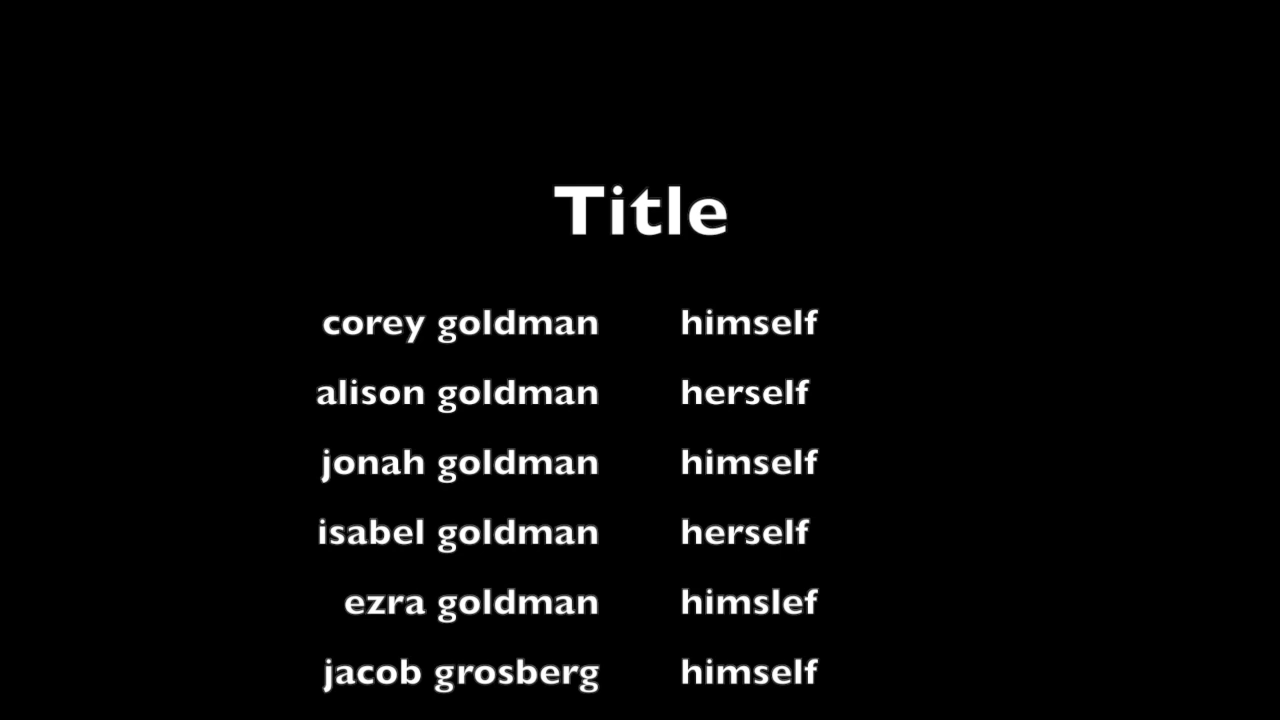 Title
corey goldman himself
alison goldman herself
jonah goldman himself
isabel goldman herself
ezra goldman himslef
jacob grosberg himself